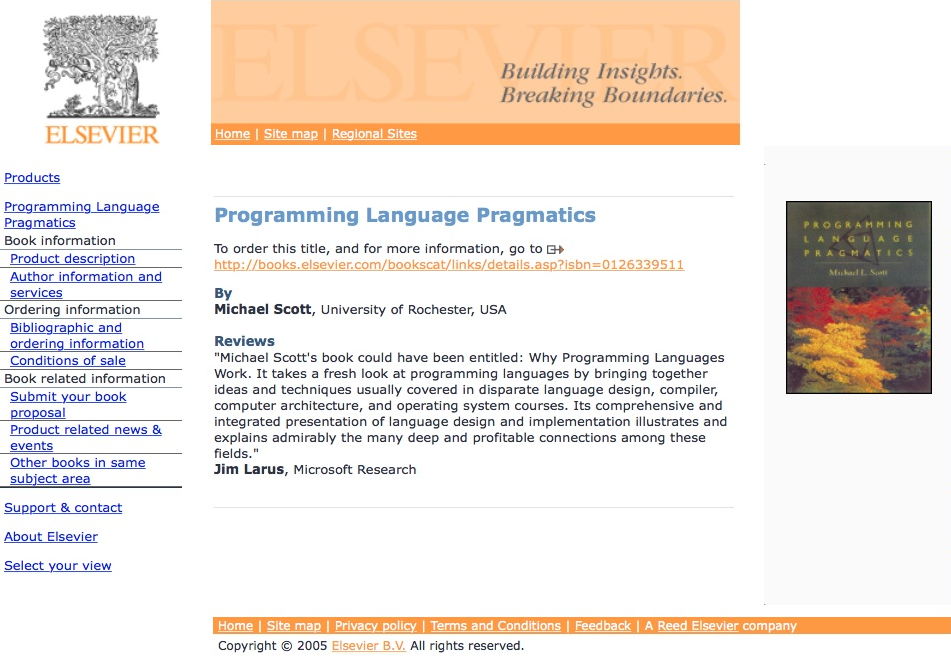 ELSEVIER
ELSEVIER
Building Insights.
Breaking Boundaries.
Home | Site map | Regional Sites
Products
Programming Language
Pragmatics
Book information
Product description
Author information and
services
Ordering information
Bibliographic and
ordering information
Conditions of sale
Book related information
Submit your book
proposal
Product related news &
events
Other books in same
subject area
Support & contact
About Elsevier
Select your view
Programming Language Pragmatics
To order this title, and for more information, go to
http://books.elsevier.com/bookscat/links/details.asp?isbn=0126339511
By
Michael Scott, University of Rochester, USA
Reviews
"Michael Scott's book could have been entitled: Why Programming Languages
Work. It takes a fresh look at programming languages by bringing together
ideas and techniques usually covered in disparate language design, compiler,
computer architecture, and operating system courses. Its comprehensive and
integrated presentation of language design and implementation illustrates and
explains admirably the many deep and profitable connections among these
fields."
Jim Larus, Microsoft Research
PROGRAMMING
LANGUAGE
PRAGMATICS
Michael L. Scott
Home | Site map | Privacy policy | Terms and Conditions | Feedback | A Reed Elsevier company
Copyright © 2005 Elsevier B.V. All rights reserved.